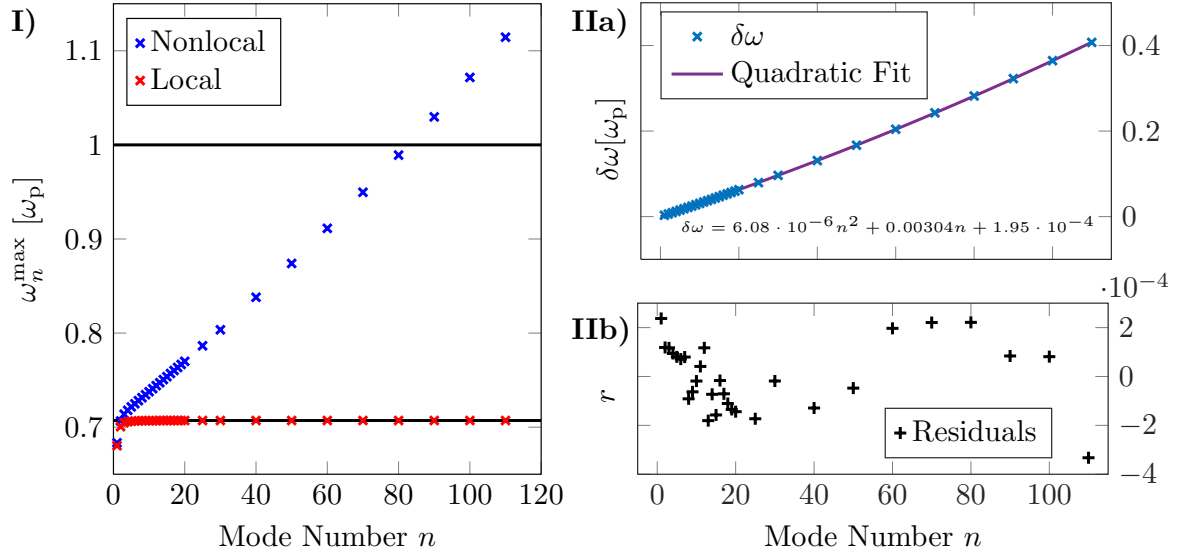 I)
Nonlocal
Local
1.1
1
0.9
0.8
0.7
0 20 40 60 80 100 120
ω_n^max [ω_p]
Mode Number n
IIa)
δω
Quadratic Fit
0.4
0.2
0
δω[ω_p]
δω = 6.08 · 10^−6 n^2 + 0.00304n + 1.95 · 10^−4
IIb)
·10^−4
2
0
−2
−4
r
Residuals
0 20 40 60 80 100
Mode Number n